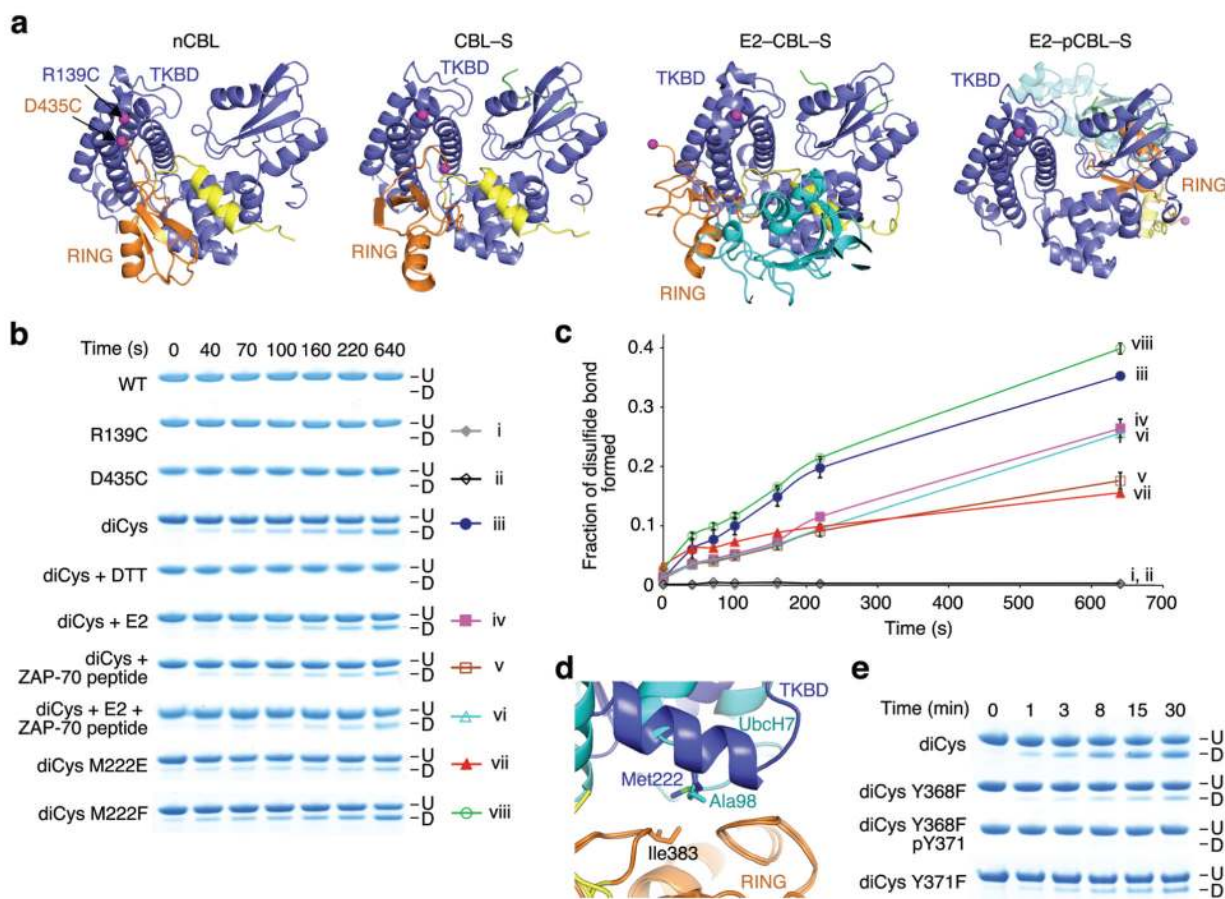 a
nCBL
CBL–S
E2–CBL–S
E2–pCBL–S
R139C
TKBD
D435C
RING
TKBD
RING
TKBD
RING
TKBD
RING
b
Time (s) 0 40 70 100 160 220 640
WT
-U
-D
R139C
-U
-D
i
D435C
-U
-D
ii
diCys
-U
-D
iii
diCys + DTT
-U
-D
diCys + E2
-U
-D
iv
diCys +
ZAP-70 peptide
-U
-D
v
diCys + E2 +
ZAP-70 peptide
-U
-D
vi
diCys M222E
-U
-D
vii
diCys M222F
-U
-D
viii
c
Fraction of disulfide bond
formed
0.4
0.3
0.2
0.1
0
0 100 200 300 400 500 600 700
Time (s)
viii
iii
iv
vi
v
vii
i, ii
d
TKBD
UbcH7
Met222
Ala98
Ile383
RING
e
Time (min) 0 1 3 8 15 30
diCys
-U
-D
diCys Y368F
-U
-D
diCys Y368F
pY371
-U
-D
diCys Y371F
-U
-D